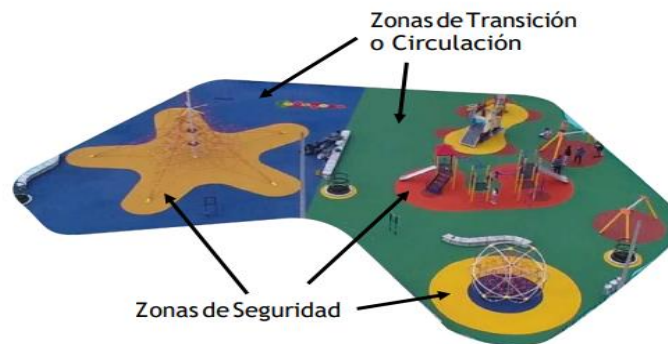 Zonas de Transición
o Circulación
Zonas de Seguridad